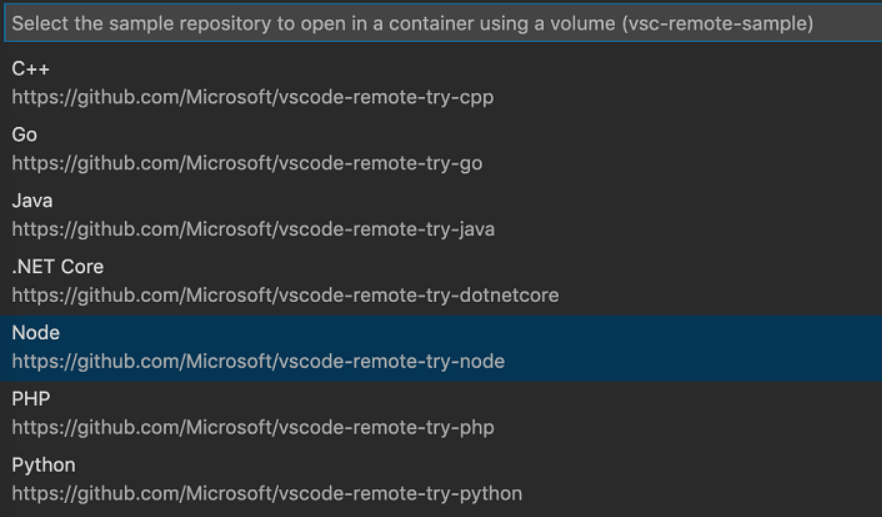 Select the sample repository to open in a container using a volume (vsc-remote-sample)
C++
https://github.com/Microsoft/vscode-remote-try-cpp
Go
https://github.com/Microsoft/vscode-remote-try-go
Java
https://github.com/Microsoft/vscode-remote-try-java
.NET Core
https://github.com/Microsoft/vscode-remote-try-dotnetcore
Node
https://github.com/Microsoft/vscode-remote-try-node
PHP
https://github.com/Microsoft/vscode-remote-try-php
Python
https://github.com/Microsoft/vscode-remote-try-python